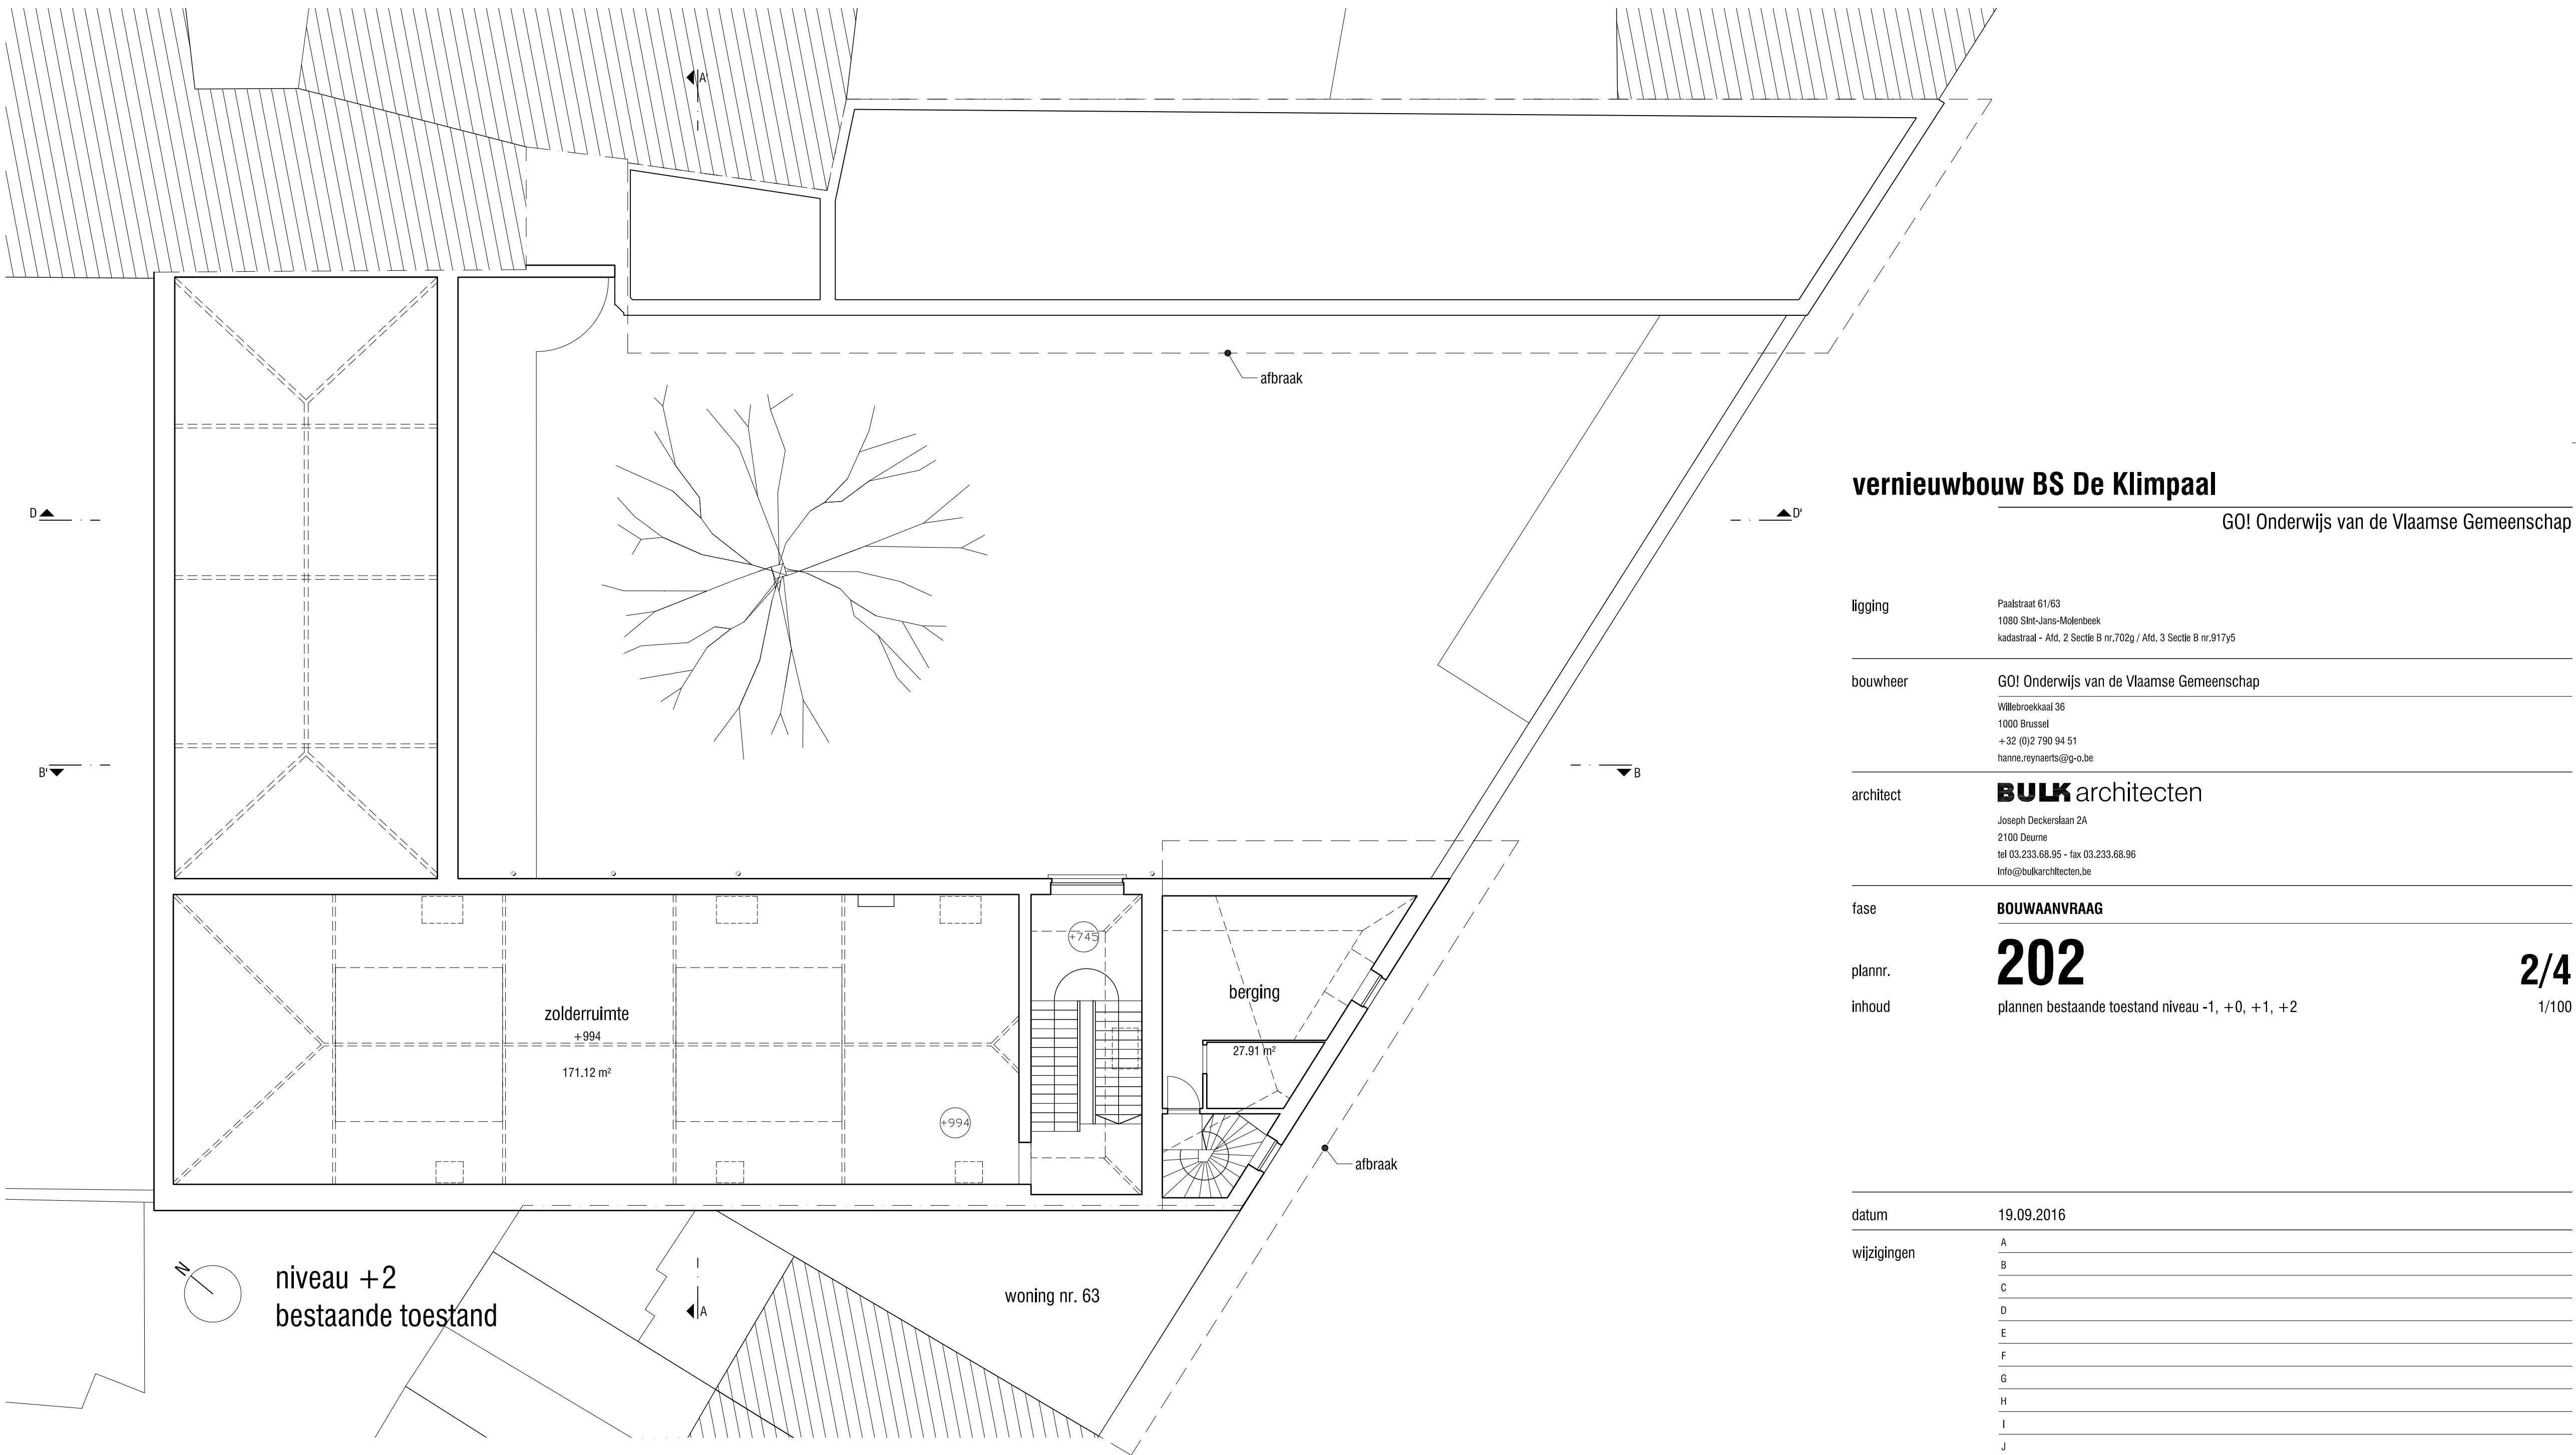 A'
afbraak
D
D'
B'
B
+745
zolderruimte
+994
171.12 m²
berging
27.91 m²
+994
afbraak
N
niveau +2
bestaande toestand
A
woning nr. 63
vernieuwbouw BS De Klimpaal
GO! Onderwijs van de Vlaamse Gemeenschap
ligging
Paalstraat 61/63
1080 Sint-Jans-Molenbeek
kadastraal - Afd. 2 Sectie B nr.702g / Afd. 3 Sectie B nr.917y5
bouwheer
GO! Onderwijs van de Vlaamse Gemeenschap
Willebroekkaai 36
1000 Brussel
+32 (0)2 790 94 51
hanne.reynaerts@g-o.be
architect
BULK architecten
Joseph Deckerslaan 2A
2100 Deurne
tel 03.233.68.95 - fax 03.233.68.96
info@bulkarchitecten.be
fase
BOUWAANVRAAG
plannr.
202
2/4
inhoud
plannen bestaande toestand niveau -1, +0, +1, +2
1/100
datum
19.09.2016
wijzigingen
A
B
C
D
E
F
G
H
I
J